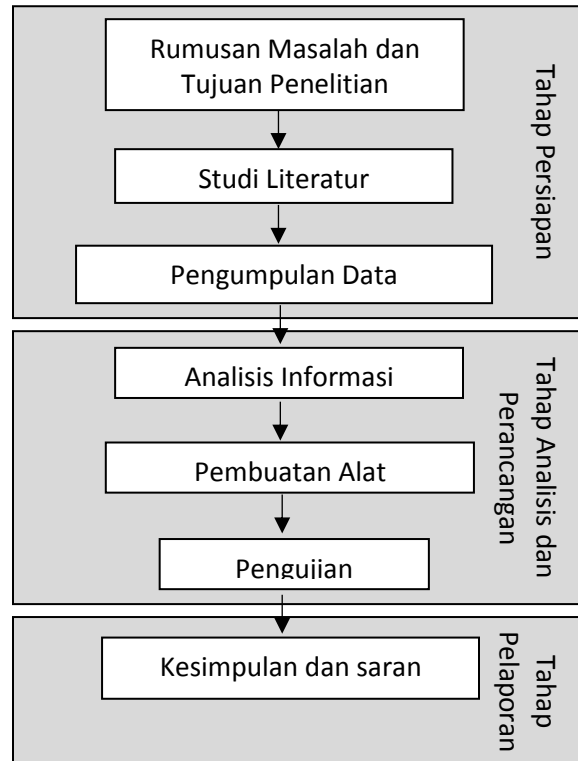 Rumusan Masalah dan
Tujuan Penelitian
Studi Literatur
Pengumpulan Data
Tahap Persiapan
Analisis Informasi
Pembuatan Alat
Pengujian
Tahap Analisis dan
Perancangan
Kesimpulan dan saran
Tahap
Pelaporan